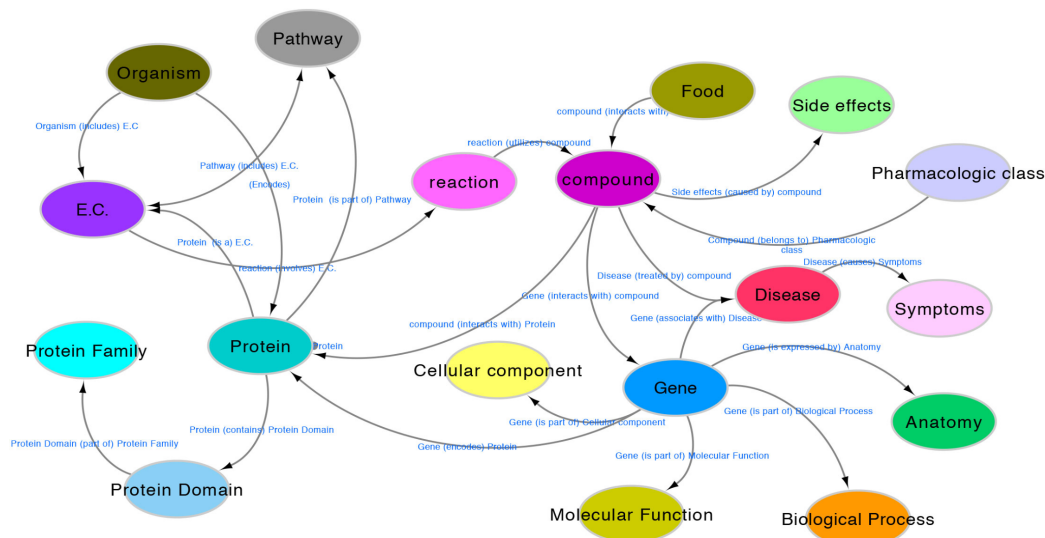 Pathway
Organism
Food
Side effects
compound (interacts with)
Organism (includes) E.C
reaction (utilizes) compound
Pathway (includes) E.C.
(Encodes)
Pharmacologic class
reaction
compound
Side effects (caused by) compound
Protein (is part of) Pathway
E.C.
Protein (is a) E.C.
Compound (belongs to) Pharmacologic
class
reaction (involves) E.C.
Disease (treated by) compound
Disease (causes) Symptoms
Disease
Gene (interacts with) compound
Symptoms
Gene (associates with) Disease
compound (interacts with) Protein
Protein Family
Protein
rotein
Gene (is expressed by) Anatomy
Cellular component
Gene
Gene (is part of) Biological Process
Protein (contains) Protein Domain
Gene (is part of) Cellular component
Anatomy
Protein Domain (part of) Protein Family
Gene (encodes) Protein
Gene (is part of) Molecular Function
Protein Domain
Molecular Function
Biological Process